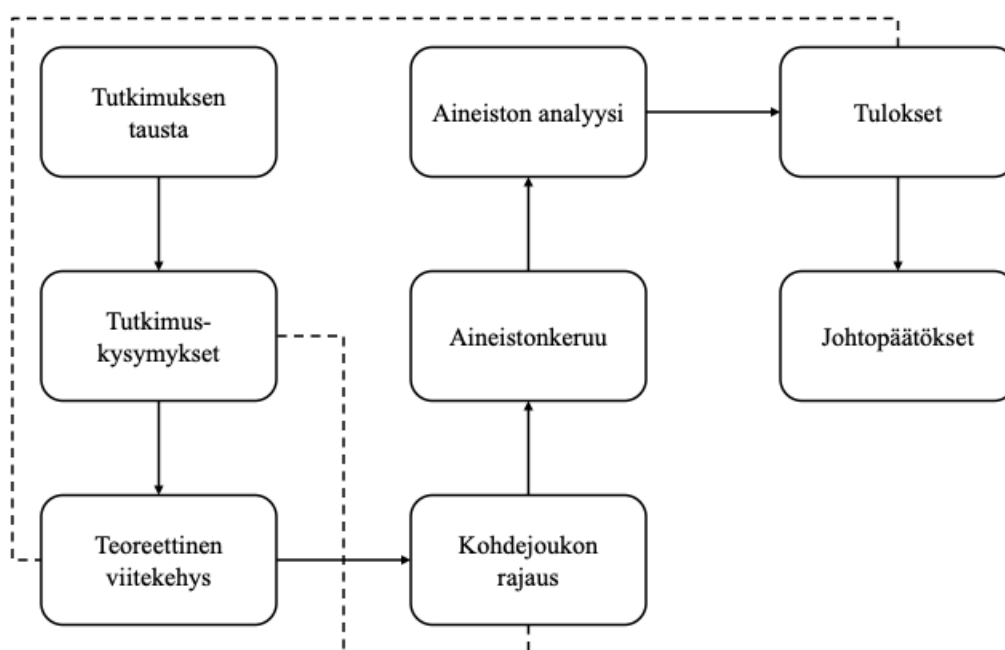 Tutkimuksen
tausta
Tutkimus-
kysymykset
Teoreettinen
viitekehys
Kohdejoukon
rajaus
Aineistonkeruu
Aineiston analyysi
Tulokset
Johtopäätökset